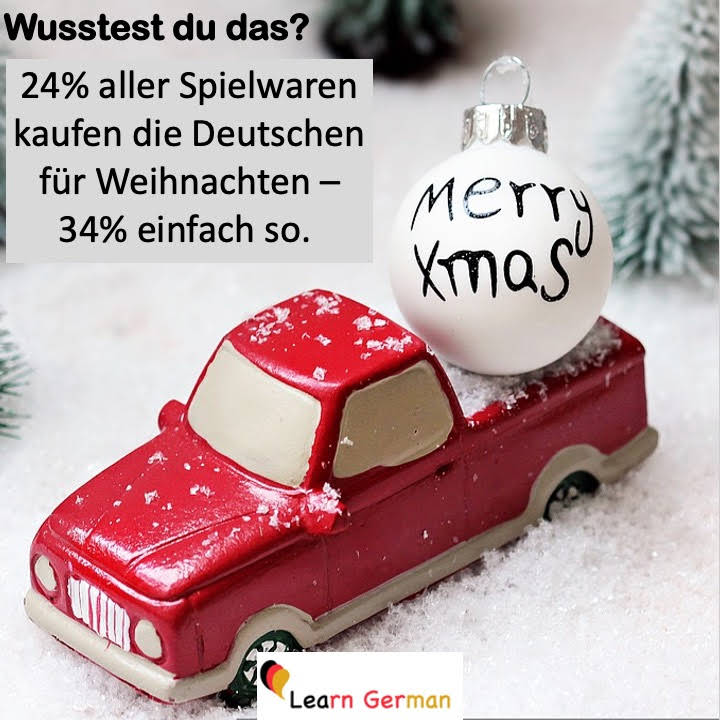 Wusstest du das?
24% aller Spielwaren
kaufen die Deutschen
für Weihnachten –
34% einfach so.
Merry
Xmas
Learn German